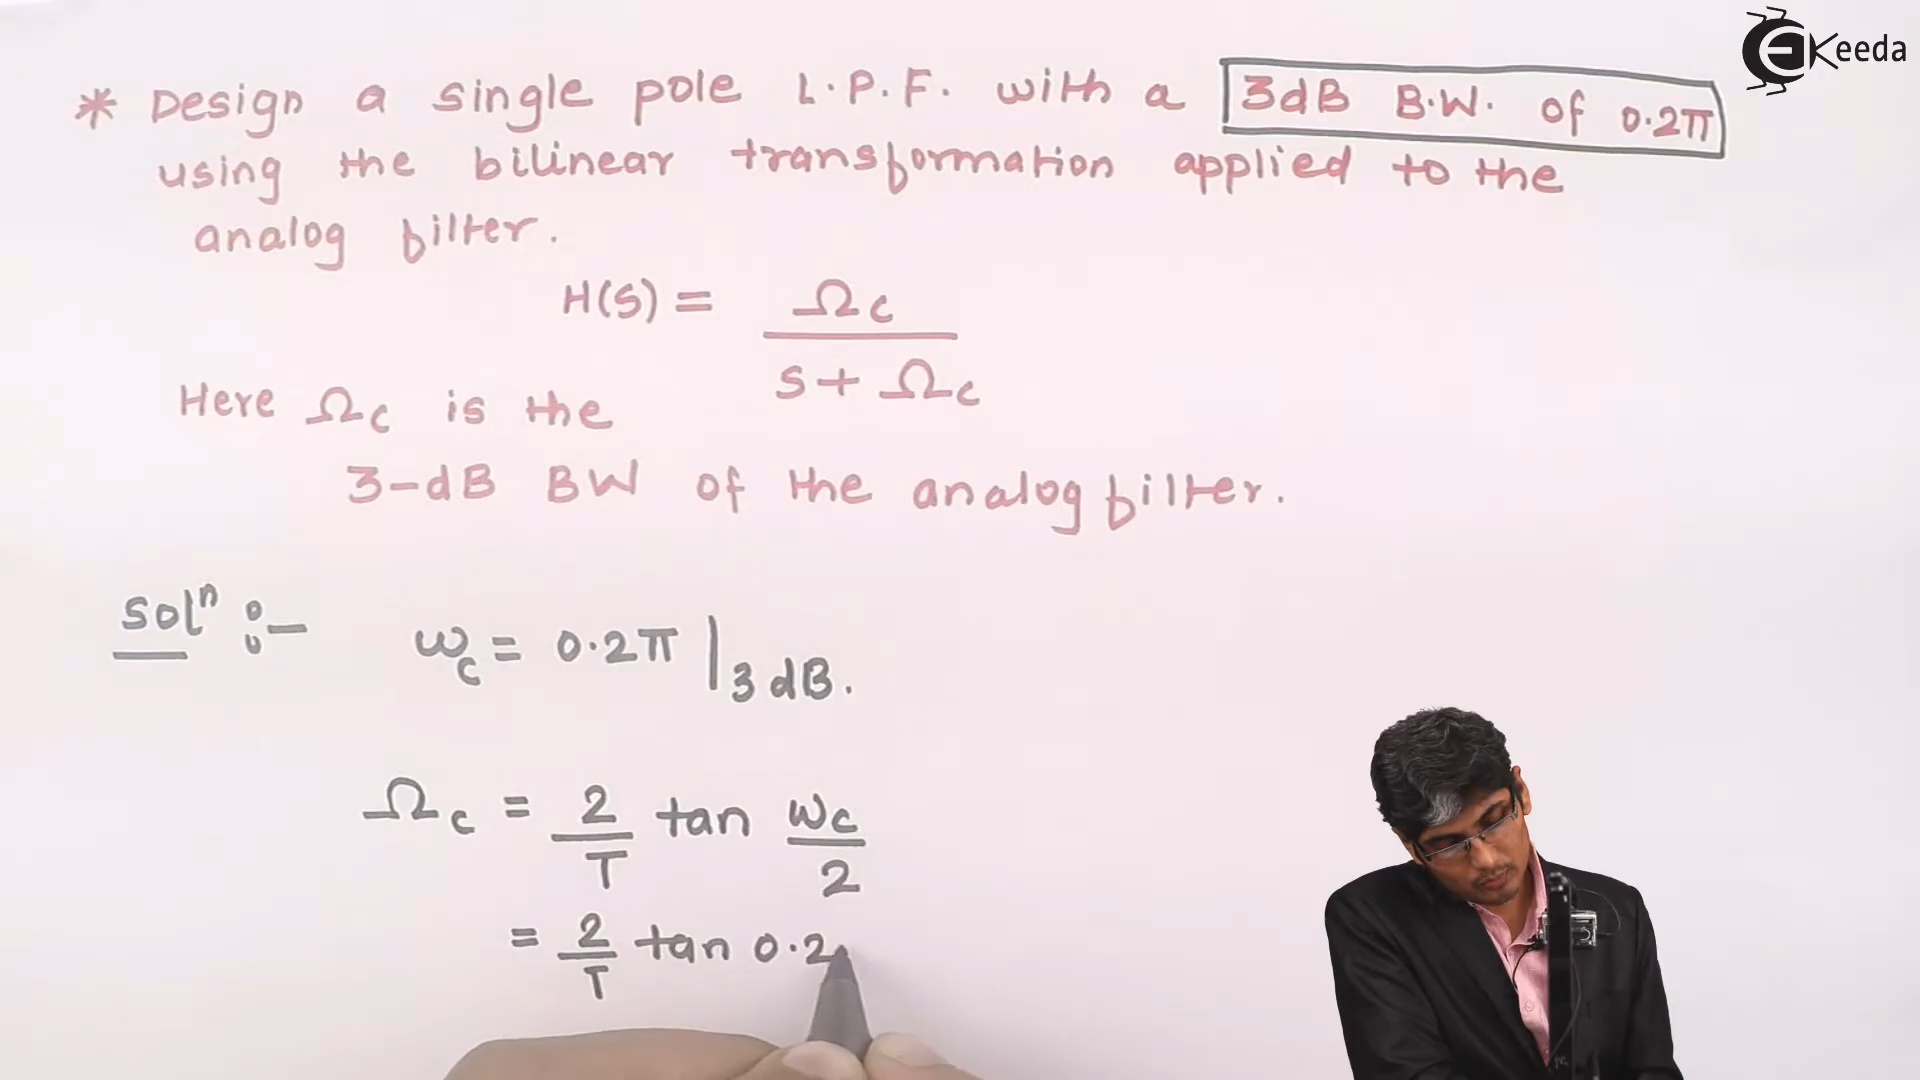 EKeeda
* Design a single pole L.P.F. with a 3dB B.W. of 0.2π
using the bilinear transformation applied to the
analog filter.
H(S) = Ωc / S + Ωc
Here Ωc is the
3-dB BW of the analog filter.
Solⁿ :-
ωc = 0.2π | 3 dB.
Ωc = 2/T tan ωc/2
= 2/T tan 0.2